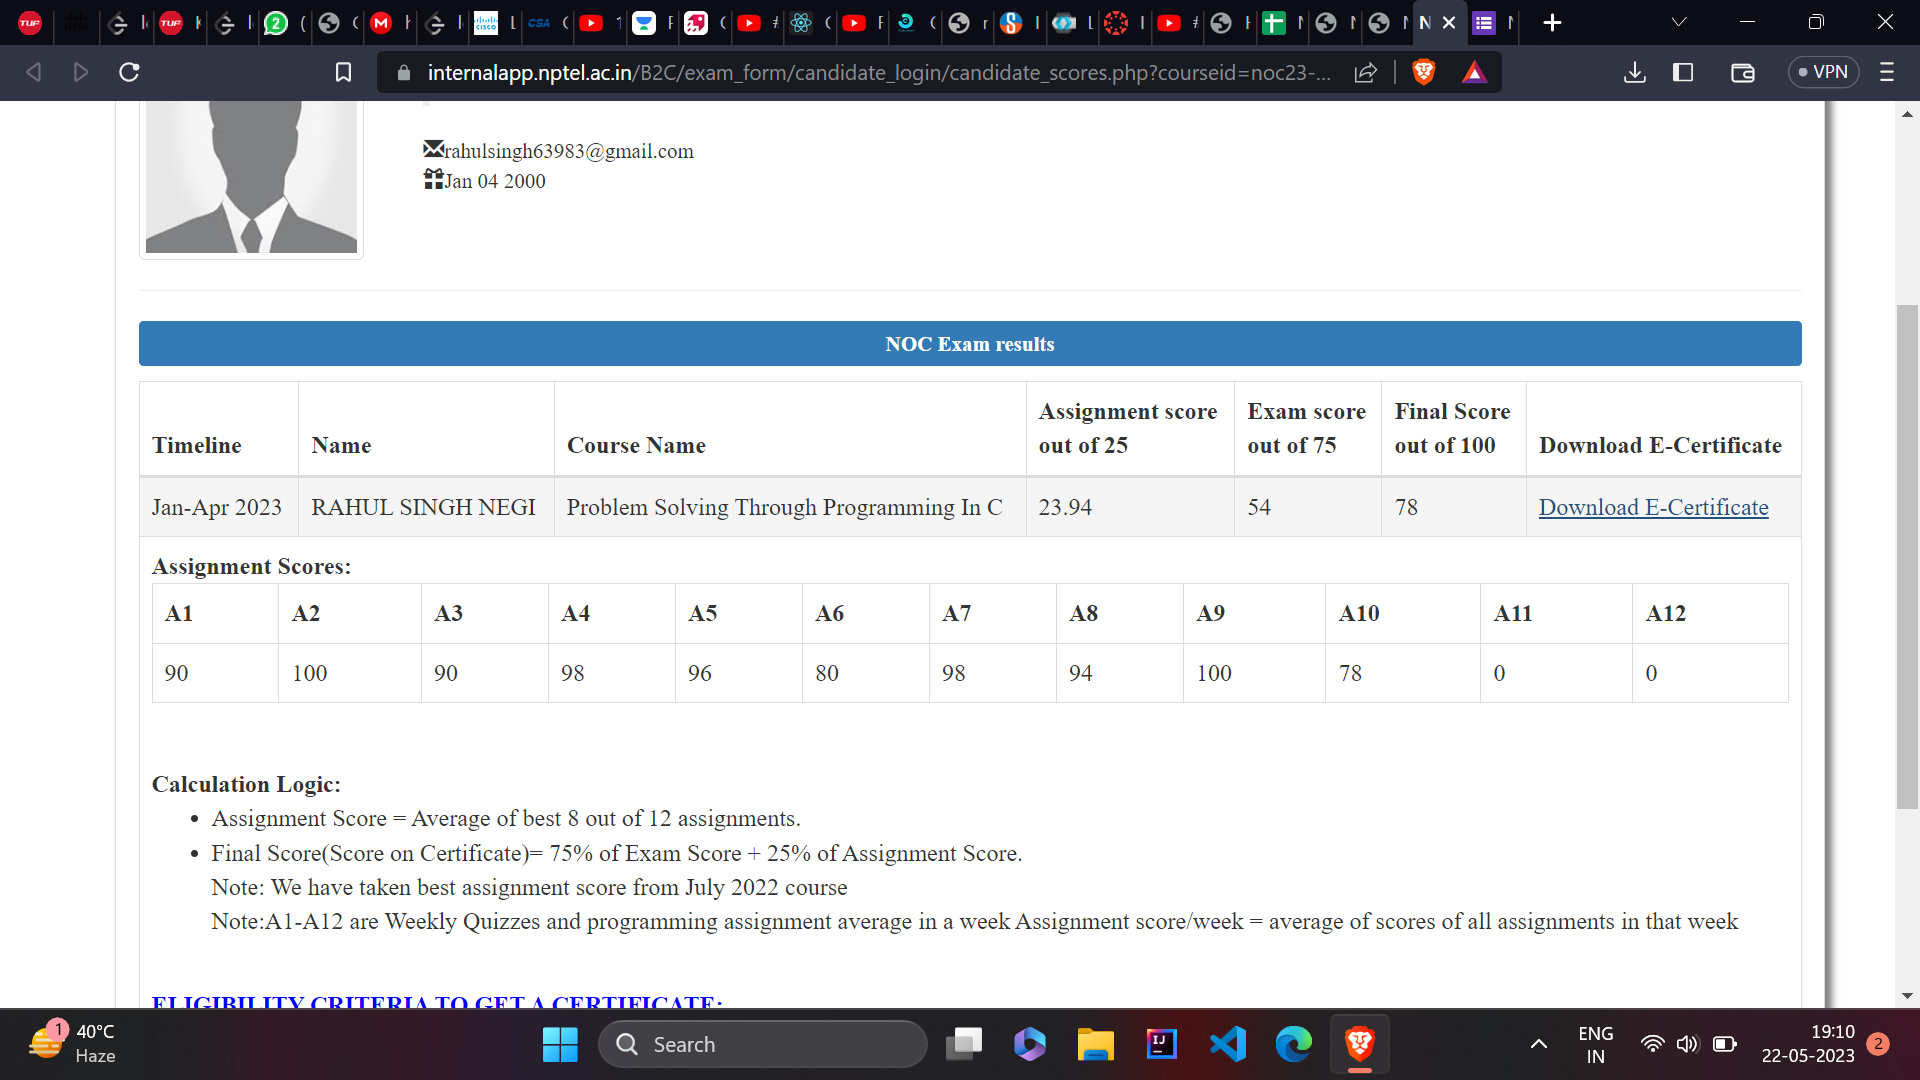 internalapp.nptel.ac.in/B2C/exam_form/candidate_login/candidate_scores.php?courseid=noc23-...
VPN
rahulsingh63983@gmail.com
Jan 04 2000
NOC Exam results
Timeline Name Course Name Assignment score out of 25 Exam score out of 75 Final Score out of 100 Download E-Certificate
Jan-Apr 2023 RAHUL SINGH NEGI Problem Solving Through Programming In C 23.94 54 78 Download E-Certificate
Assignment Scores:
A1 A2 A3 A4 A5 A6 A7 A8 A9 A10 A11 A12
90 100 90 98 96 80 98 94 100 78 0 0
Calculation Logic:
• Assignment Score = Average of best 8 out of 12 assignments.
• Final Score(Score on Certificate)= 75% of Exam Score + 25% of Assignment Score.
Note: We have taken best assignment score from July 2022 course
Note:A1-A12 are Weekly Quizzes and programming assignment average in a week Assignment score/week = average of scores of all assignments in that week
ELIGIBILITY CRITERIA TO GET A CERTIFICATE:
1 40°C
Haze
Search
ENG
IN
19:10
22-05-2023
2